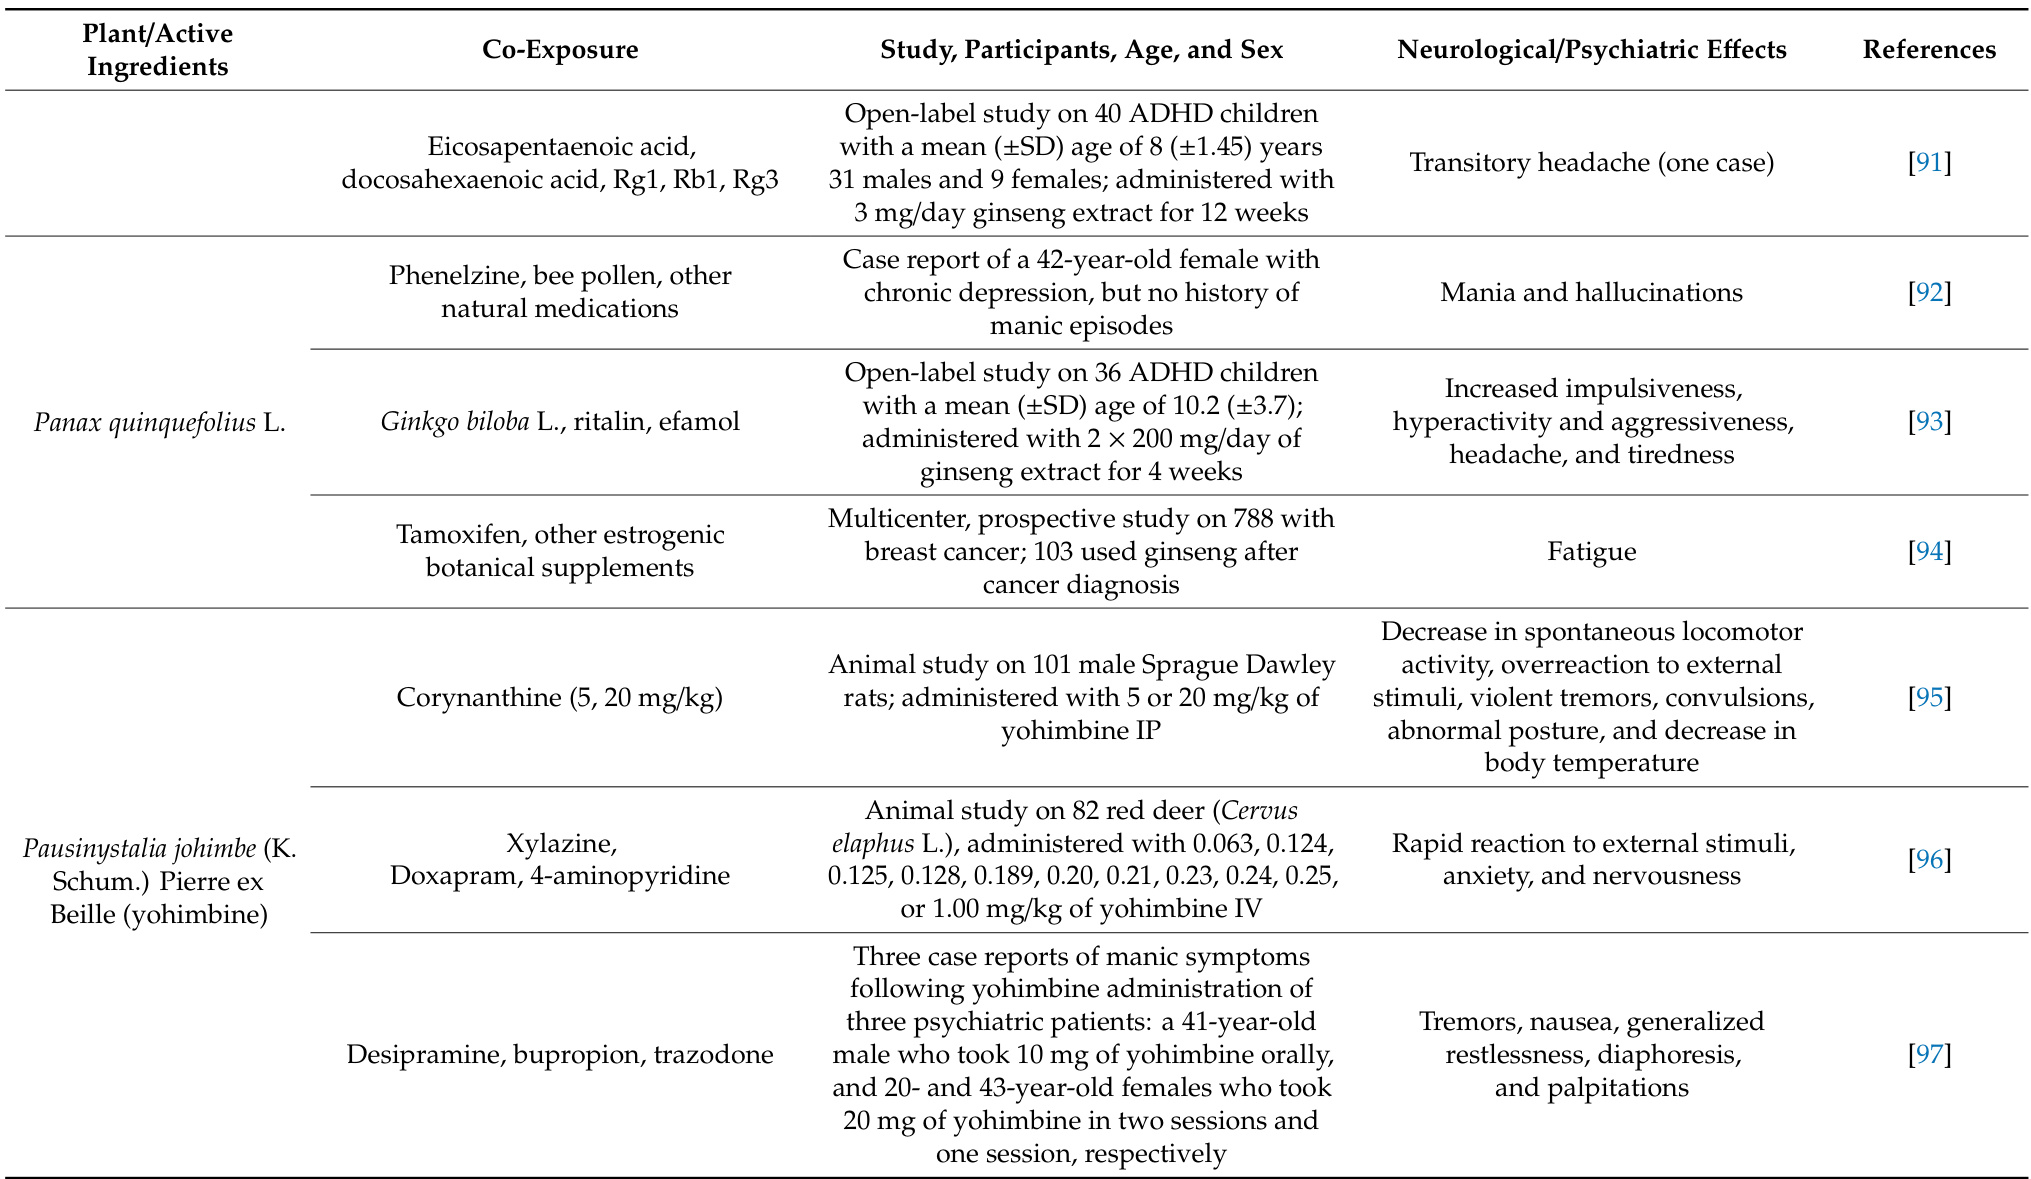 Plant/Active
Ingredients
Co-Exposure
Study, Participants, Age, and Sex
Neurological/Psychiatric Effects
References
Eicosapentaenoic acid,
docosahexaenoic acid, Rg1, Rb1, Rg3
Open-label study on 40 ADHD children
with a mean (±SD) age of 8 (±1.45) years
31 males and 9 females; administered with
3 mg/day ginseng extract for 12 weeks
Transitory headache (one case)
[91]
Panax quinquefolius L.
Phenelzine, bee pollen, other
natural medications
Case report of a 42-year-old female with
chronic depression, but no history of
manic episodes
Mania and hallucinations
[92]
Ginkgo biloba L., ritalin, efamol
Open-label study on 36 ADHD children
with a mean (±SD) age of 10.2 (±3.7);
administered with 2 × 200 mg/day of
ginseng extract for 4 weeks
Increased impulsiveness,
hyperactivity and aggressiveness,
headache, and tiredness
[93]
Tamoxifen, other estrogenic
botanical supplements
Multicenter, prospective study on 788 with
breast cancer; 103 used ginseng after
cancer diagnosis
Fatigue
[94]
Pausinystalia johimbe (K.
Schum.) Pierre ex
Beille (yohimbine)
Corynanthine (5, 20 mg/kg)
Animal study on 101 male Sprague Dawley
rats; administered with 5 or 20 mg/kg of
yohimbine IP
Decrease in spontaneous locomotor
activity, overreaction to external
stimuli, violent tremors, convulsions,
abnormal posture, and decrease in
body temperature
[95]
Xylazine,
Doxapram, 4-aminopyridine
Animal study on 82 red deer (Cervus
elaphus L.), administered with 0.063, 0.124,
0.125, 0.128, 0.189, 0.20, 0.21, 0.23, 0.24, 0.25,
or 1.00 mg/kg of yohimbine IV
Rapid reaction to external stimuli,
anxiety, and nervousness
[96]
Desipramine, bupropion, trazodone
Three case reports of manic symptoms
following yohimbine administration of
three psychiatric patients: a 41-year-old
male who took 10 mg of yohimbine orally,
and 20- and 43-year-old females who took
20 mg of yohimbine in two sessions and
one session, respectively
Tremors, nausea, generalized
restlessness, diaphoresis,
and palpitations
[97]